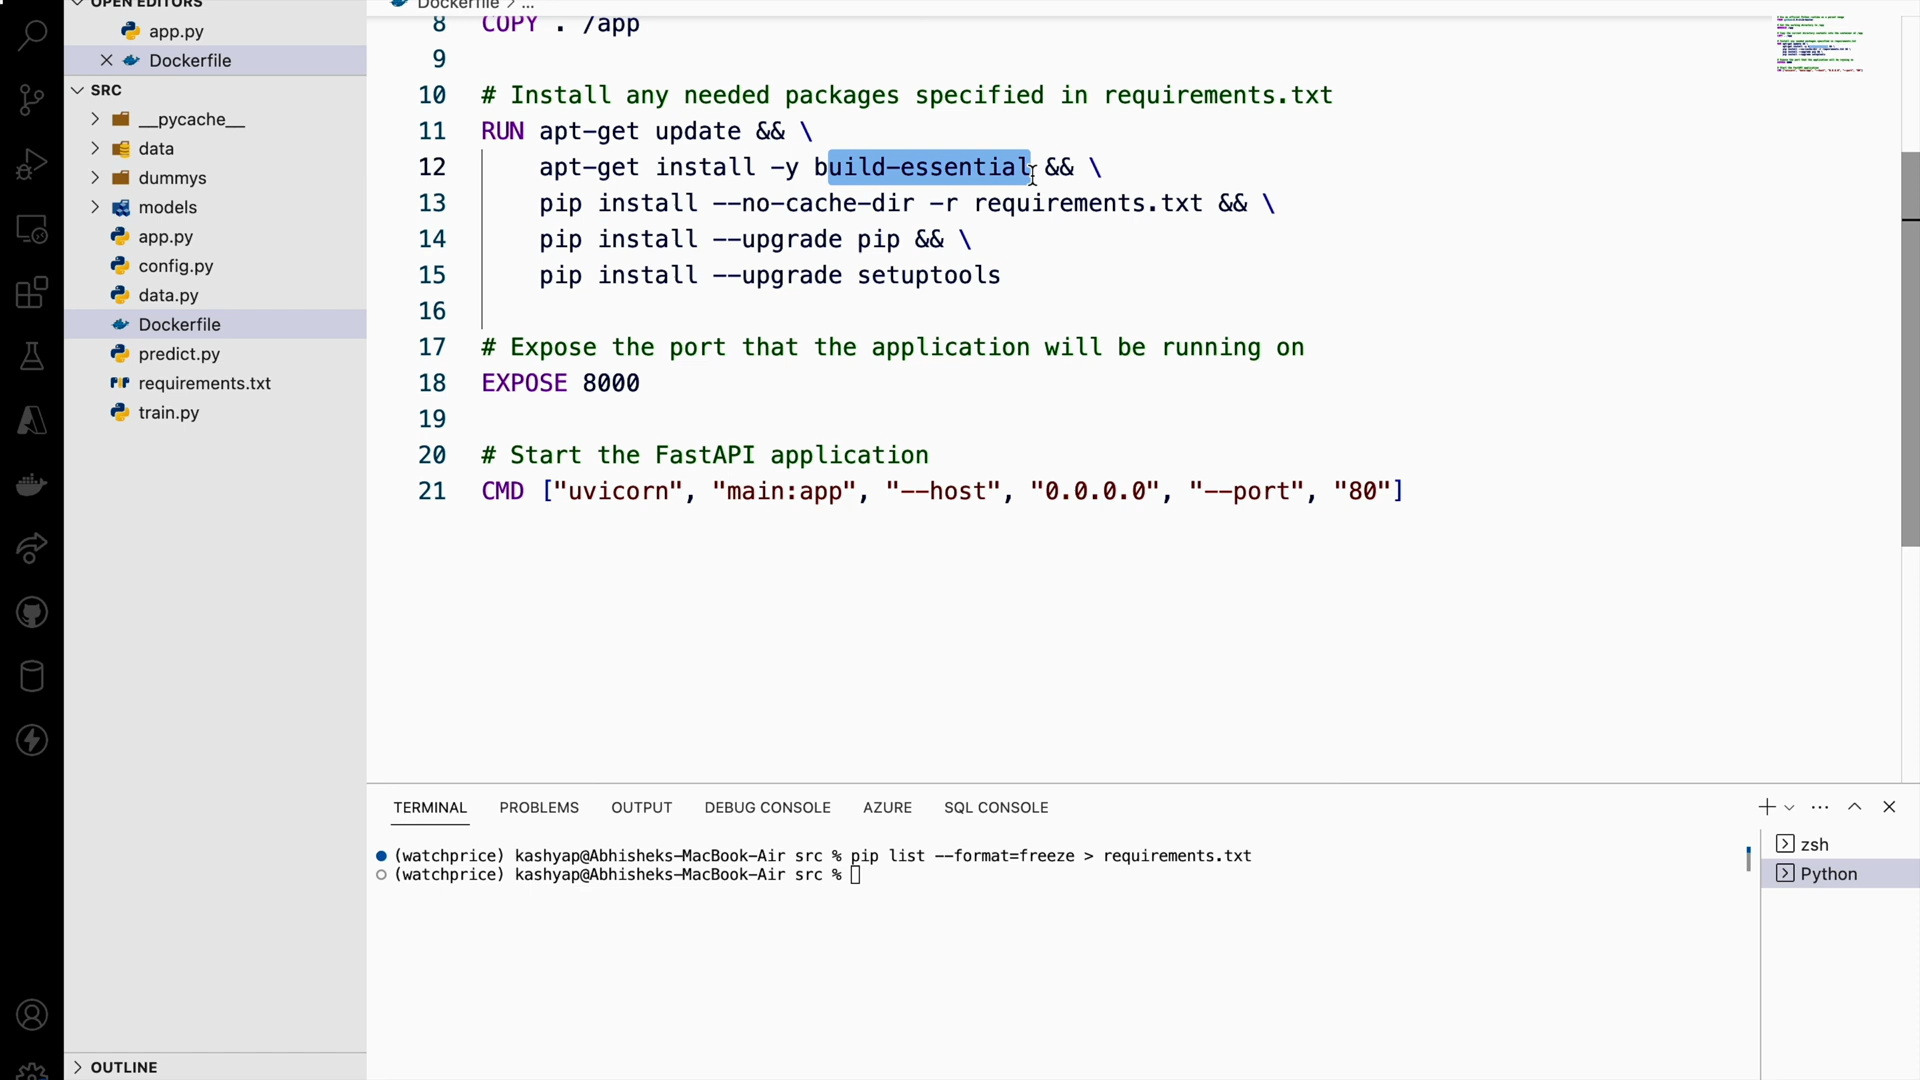 OPEN EDITORS
app.py
Dockerfile
SRC
__pycache__
data
dummys
models
app.py
config.py
data.py
Dockerfile
predict.py
requirements.txt
train.py
OUTLINE
Dockerfile > ...
8 COPY . /app
9
10 # Install any needed packages specified in requirements.txt
11 RUN apt-get update && \
12 apt-get install -y build-essential && \
13 pip install --no-cache-dir -r requirements.txt && \
14 pip install --upgrade pip && \
15 pip install --upgrade setuptools
16
17 # Expose the port that the application will be running on
18 EXPOSE 8000
19
20 # Start the FastAPI application
21 CMD ["uvicorn", "main:app", "--host", "0.0.0.0", "--port", "80"]
TERMINAL PROBLEMS OUTPUT DEBUG CONSOLE AZURE SQL CONSOLE
(watchprice) kashyap@Abhisheks-MacBook-Air src % pip list --format=freeze > requirements.txt
(watchprice) kashyap@Abhisheks-MacBook-Air src %
zsh
Python